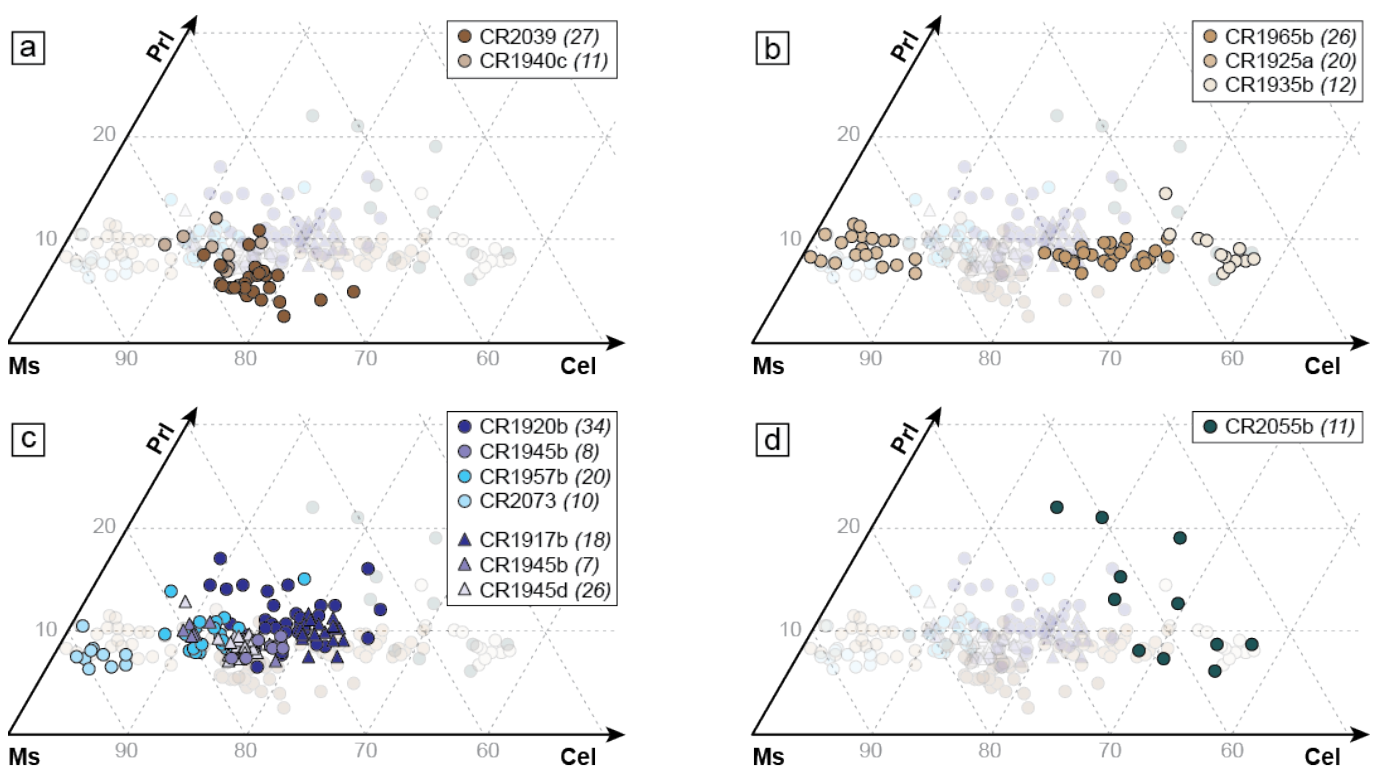 a
Prl
CR2039 (27)
CR1940c (11)
20
10
Ms
90
80
70
60
Cel
b
Prl
CR1965b (26)
CR1925a (20)
CR1935b (12)
20
10
Ms
90
80
70
60
Cel
c
Prl
CR1920b (34)
CR1945b (8)
CR1957b (20)
CR2073 (10)
CR1917b (18)
CR1945b (7)
CR1945d (26)
20
10
Ms
90
80
70
60
Cel
d
Prl
CR2055b (11)
20
10
Ms
90
80
70
60
Cel